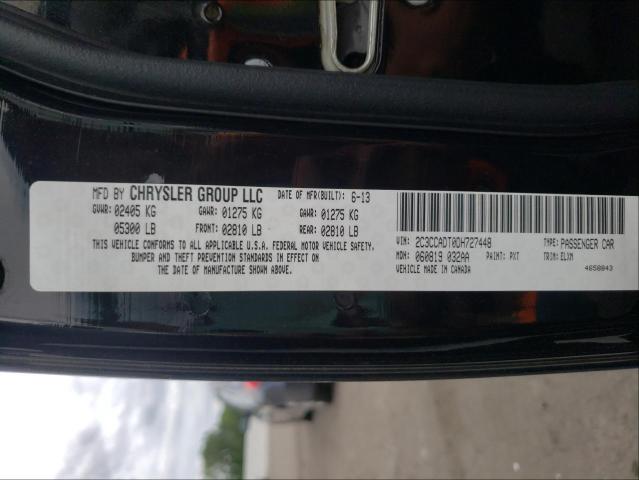 MFD BY CHRYSLER GROUP LLC DATE OF MFR(BUILT): 6-13
GVWR: 02405 KG GAWR: 01275 KG GAWR: 01275 KG
05300 LB FRONT: 02810 LB REAR: 02810 LB
THIS VEHICLE CONFORMS TO ALL APPLICABLE U.S.A. FEDERAL MOTOR VEHICLE SAFETY,
BUMPER AND THEFT PREVENTION STANDARDS IN EFFECT ON
THE DATE OF MANUFACTURE SHOWN ABOVE.
VIN: 2C3CCADT0DH727448 TYPE: PASSENGER CAR
MDH: 060819 032AA PAINT: PXT TRIM: ELXM
VEHICLE MADE IN CANADA 4658843